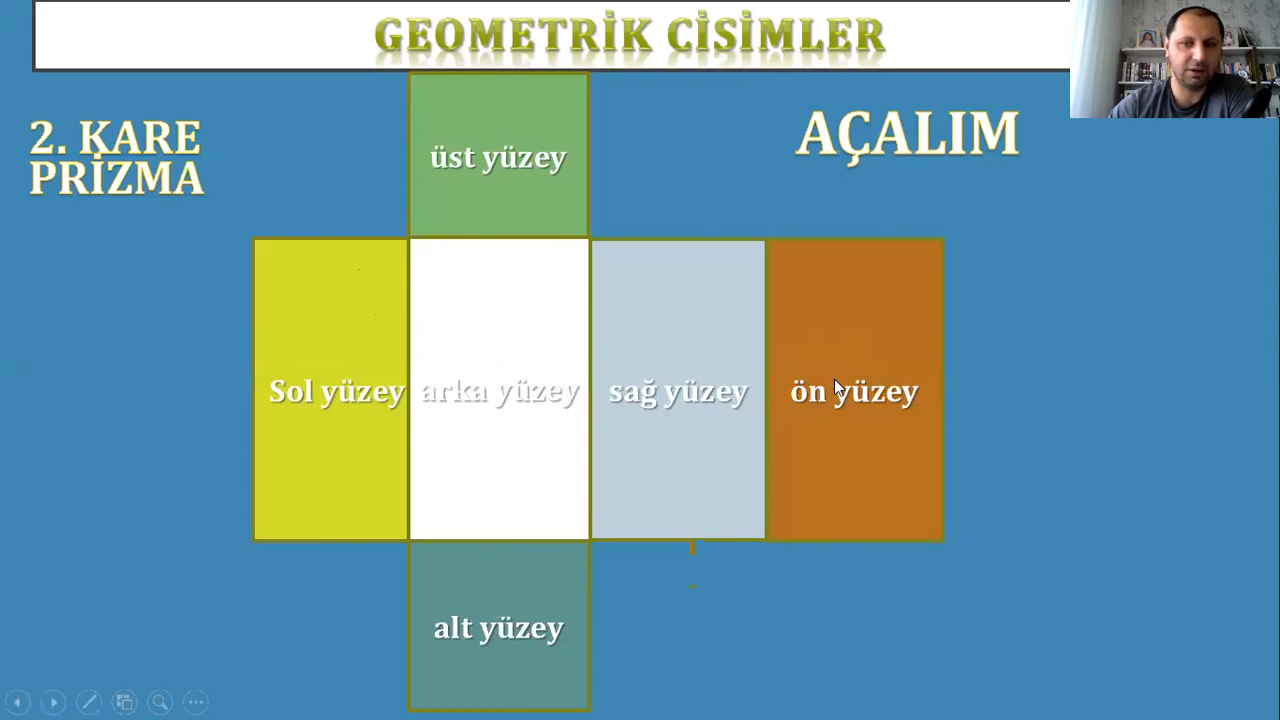 GEOMETRİK CİSİMLER
2. KARE
PRİZMA
AÇALIM
üst yüzey
Sol yüzey
arka yüzey
sağ yüzey
ön yüzey
alt yüzey